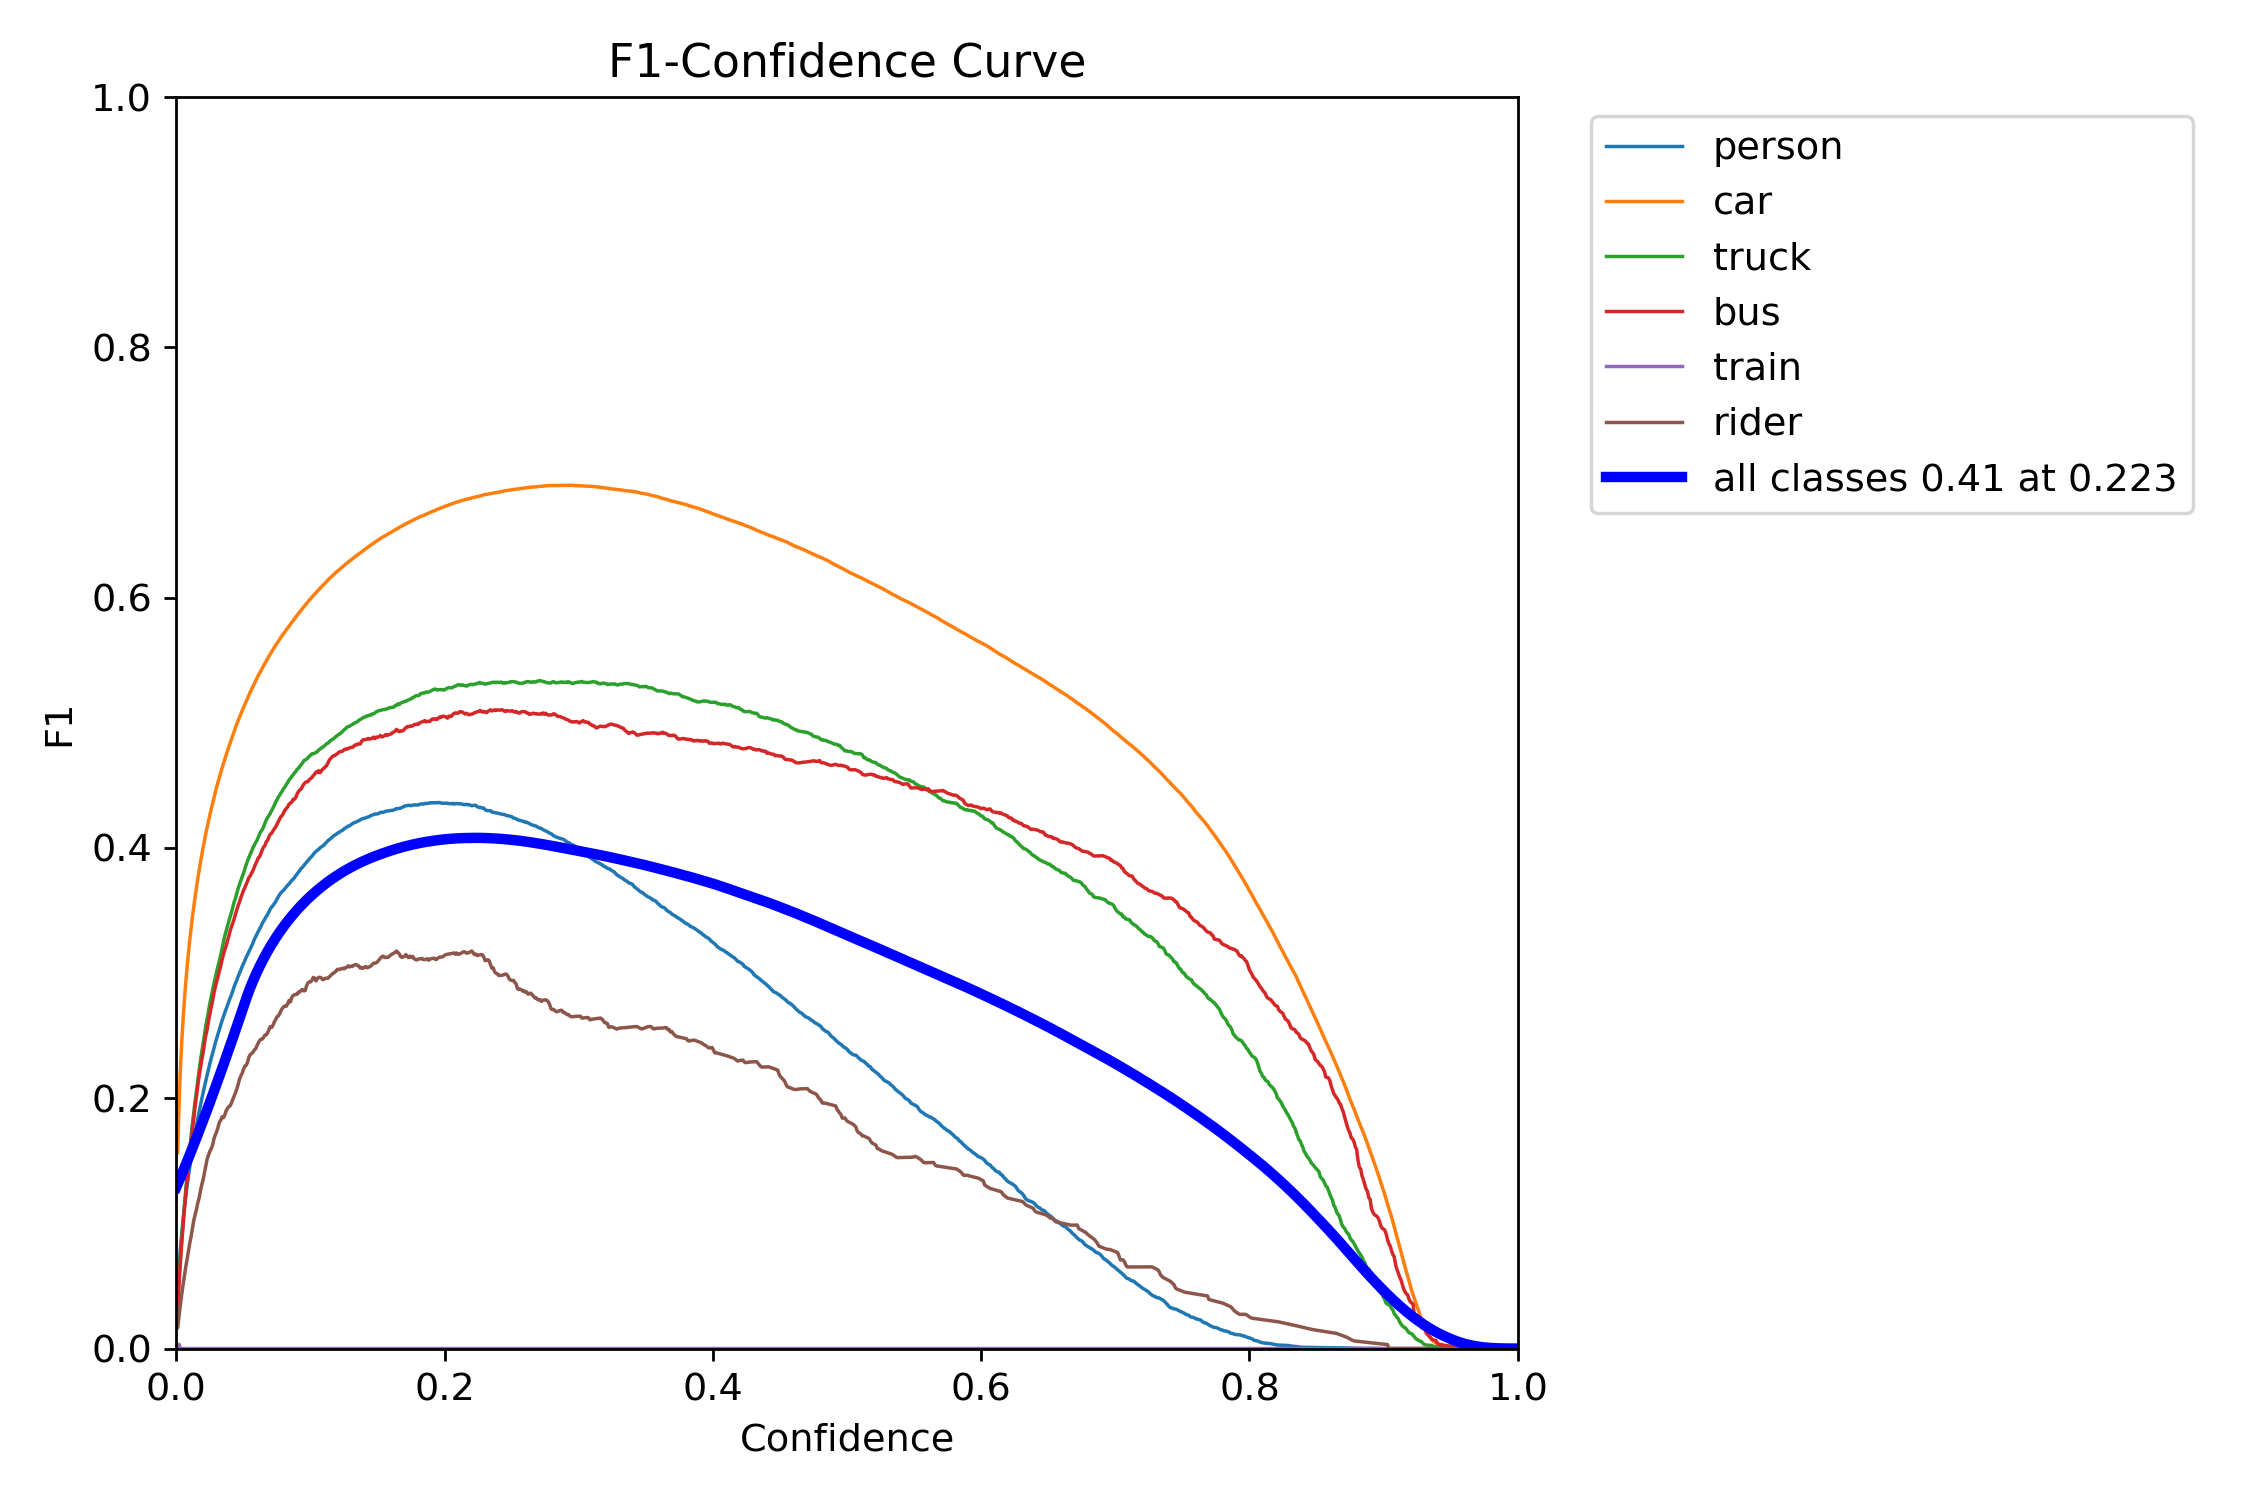 F1-Confidence Curve
1.0
0.8
0.6
0.4
0.2
0.0
F1
0.0 0.2 0.4 0.6 0.8 1.0
Confidence
person
car
truck
bus
train
rider
all classes 0.41 at 0.223